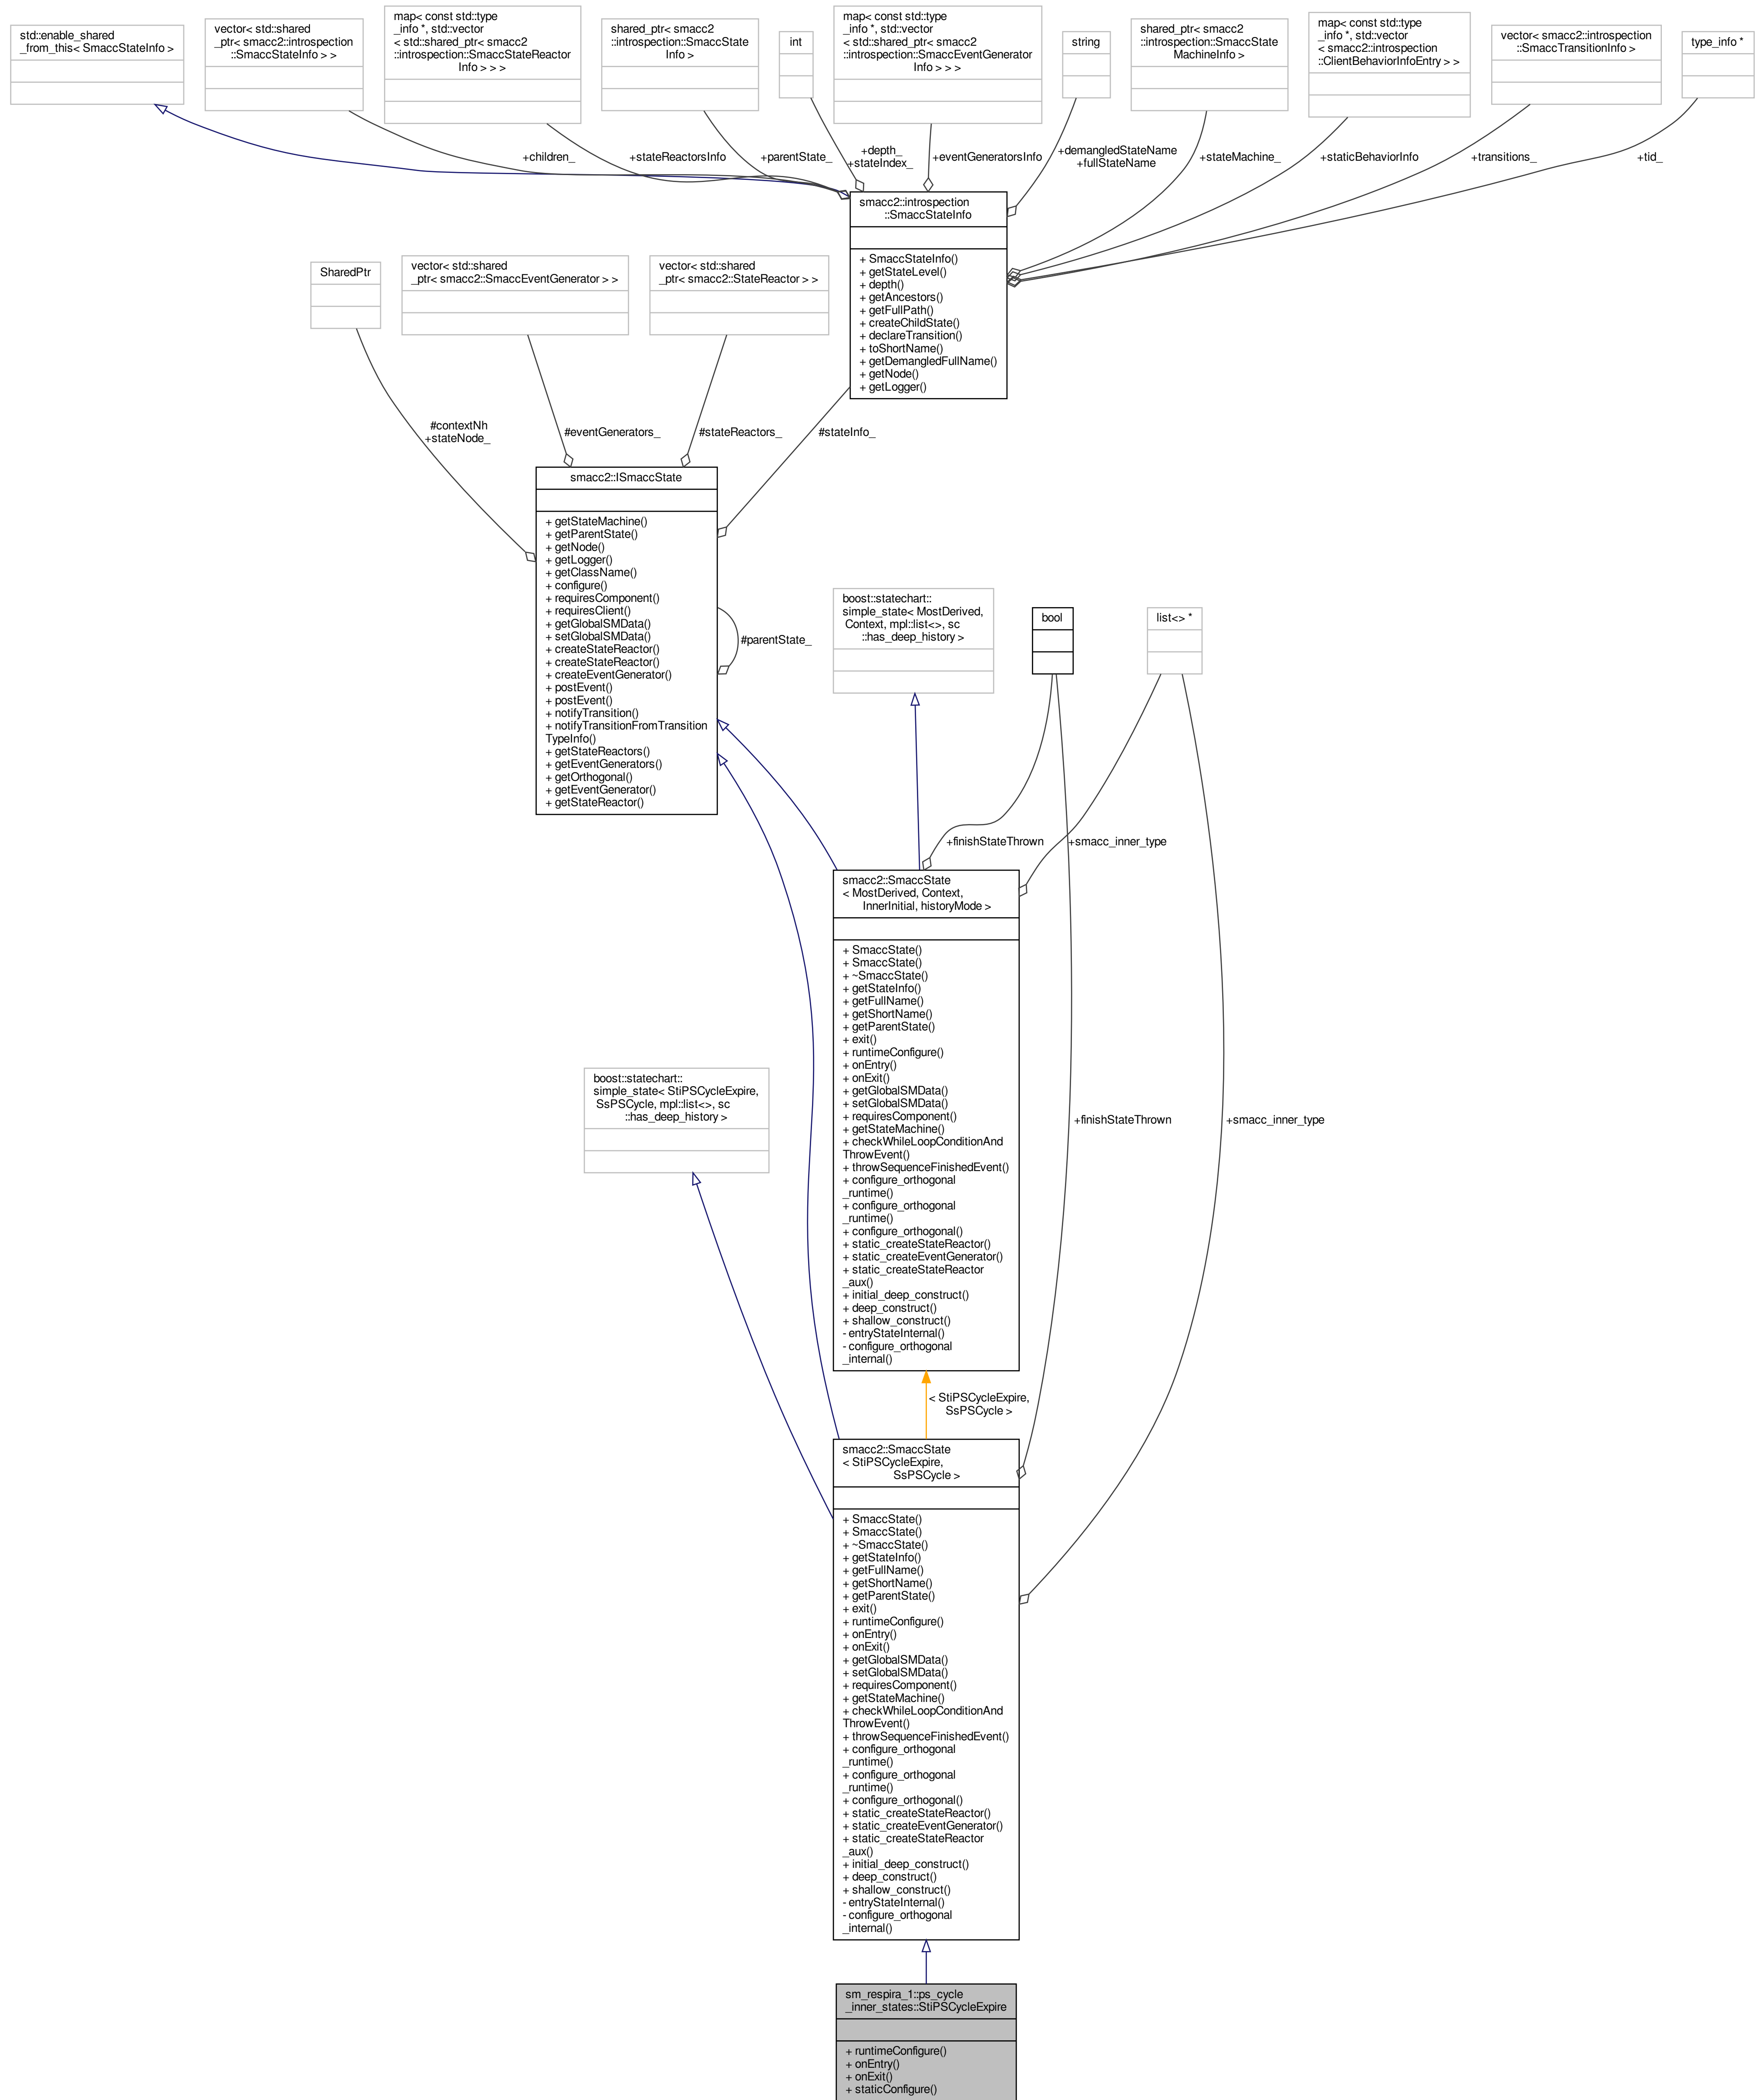 std::enable_shared
_from_this< SmaccStateInfo >
vector< std::shared
_ptr< smacc2::introspection
::SmaccStateInfo > >
map< const std::type
_info *, std::vector
< std::shared_ptr< smacc2
::introspection::SmaccStateReactor
Info > > >
shared_ptr< smacc2
::introspection::SmaccState
Info >
int
map< const std::type
_info *, std::vector
< std::shared_ptr< smacc2
::introspection::SmaccEventGenerator
Info > > >
string
shared_ptr< smacc2
::introspection::SmaccState
MachineInfo >
map< const std::type
_info *, std::vector
< smacc2::introspection
::ClientBehaviorInfoEntry > >
vector< smacc2::introspection
::SmaccTransitionInfo >
type_info *
+children_
+stateReactorsInfo
+parentState_
+depth_
+stateIndex_
+eventGeneratorsInfo
+demangledStateName
+fullStateName
+stateMachine_
+staticBehaviorInfo
+transitions_
+tid_
smacc2::introspection
::SmaccStateInfo
+ SmaccStateInfo()
+ getStateLevel()
+ depth()
+ getAncestors()
+ getFullPath()
+ createChildState()
+ declareTransition()
+ toShortName()
+ getDemangledFullName()
+ getNode()
+ getLogger()
SharedPtr
vector< std::shared
_ptr< smacc2::SmaccEventGenerator > >
vector< std::shared
_ptr< smacc2::StateReactor > >
#contextNh
+stateNode_
#eventGenerators_
#stateReactors_
#stateInfo_
smacc2::ISmaccState
+ getStateMachine()
+ getParentState()
+ getNode()
+ getLogger()
+ getClassName()
+ configure()
+ requiresComponent()
+ requiresClient()
+ getGlobalSMData()
+ setGlobalSMData()
+ createStateReactor()
+ createStateReactor()
+ createEventGenerator()
+ postEvent()
+ postEvent()
+ notifyTransition()
+ notifyTransitionFromTransition
TypeInfo()
+ getStateReactors()
+ getEventGenerators()
+ getOrthogonal()
+ getEventGenerator()
+ getStateReactor()
#parentState_
boost::statechart::
simple_state< MostDerived,
Context, mpl::list<>, sc
::has_deep_history >
bool
list<> *
+finishStateThrown
+smacc_inner_type
smacc2::SmaccState
< MostDerived, Context,
InnerInitial, historyMode >
+ SmaccState()
+ SmaccState()
+ ~SmaccState()
+ getStateInfo()
+ getFullName()
+ getShortName()
+ getParentState()
+ exit()
+ runtimeConfigure()
+ onEntry()
+ onExit()
+ getGlobalSMData()
+ setGlobalSMData()
+ requiresComponent()
+ getStateMachine()
+ checkWhileLoopConditionAnd
ThrowEvent()
+ throwSequenceFinishedEvent()
+ configure_orthogonal
_runtime()
+ configure_orthogonal
_runtime()
+ configure_orthogonal()
+ static_createStateReactor()
+ static_createEventGenerator()
+ static_createStateReactor
_aux()
+ initial_deep_construct()
+ deep_construct()
+ shallow_construct()
- entryStateInternal()
- configure_orthogonal
_internal()
boost::statechart::
simple_state< StiPSCycleExpire,
SsPSCycle, mpl::list<>, sc
::has_deep_history >
+finishStateThrown
+smacc_inner_type
< StiPSCycleExpire,
SsPSCycle >
smacc2::SmaccState
< StiPSCycleExpire,
SsPSCycle >
+ SmaccState()
+ SmaccState()
+ ~SmaccState()
+ getStateInfo()
+ getFullName()
+ getShortName()
+ getParentState()
+ exit()
+ runtimeConfigure()
+ onEntry()
+ onExit()
+ getGlobalSMData()
+ setGlobalSMData()
+ requiresComponent()
+ getStateMachine()
+ checkWhileLoopConditionAnd
ThrowEvent()
+ throwSequenceFinishedEvent()
+ configure_orthogonal
_runtime()
+ configure_orthogonal
_runtime()
+ configure_orthogonal()
+ static_createStateReactor()
+ static_createEventGenerator()
+ static_createStateReactor
_aux()
+ initial_deep_construct()
+ deep_construct()
+ shallow_construct()
- entryStateInternal()
- configure_orthogonal
_internal()
sm_respira_1::ps_cycle
_inner_states::StiPSCycleExpire
+ runtimeConfigure()
+ onEntry()
+ onExit()
+ staticConfigure()